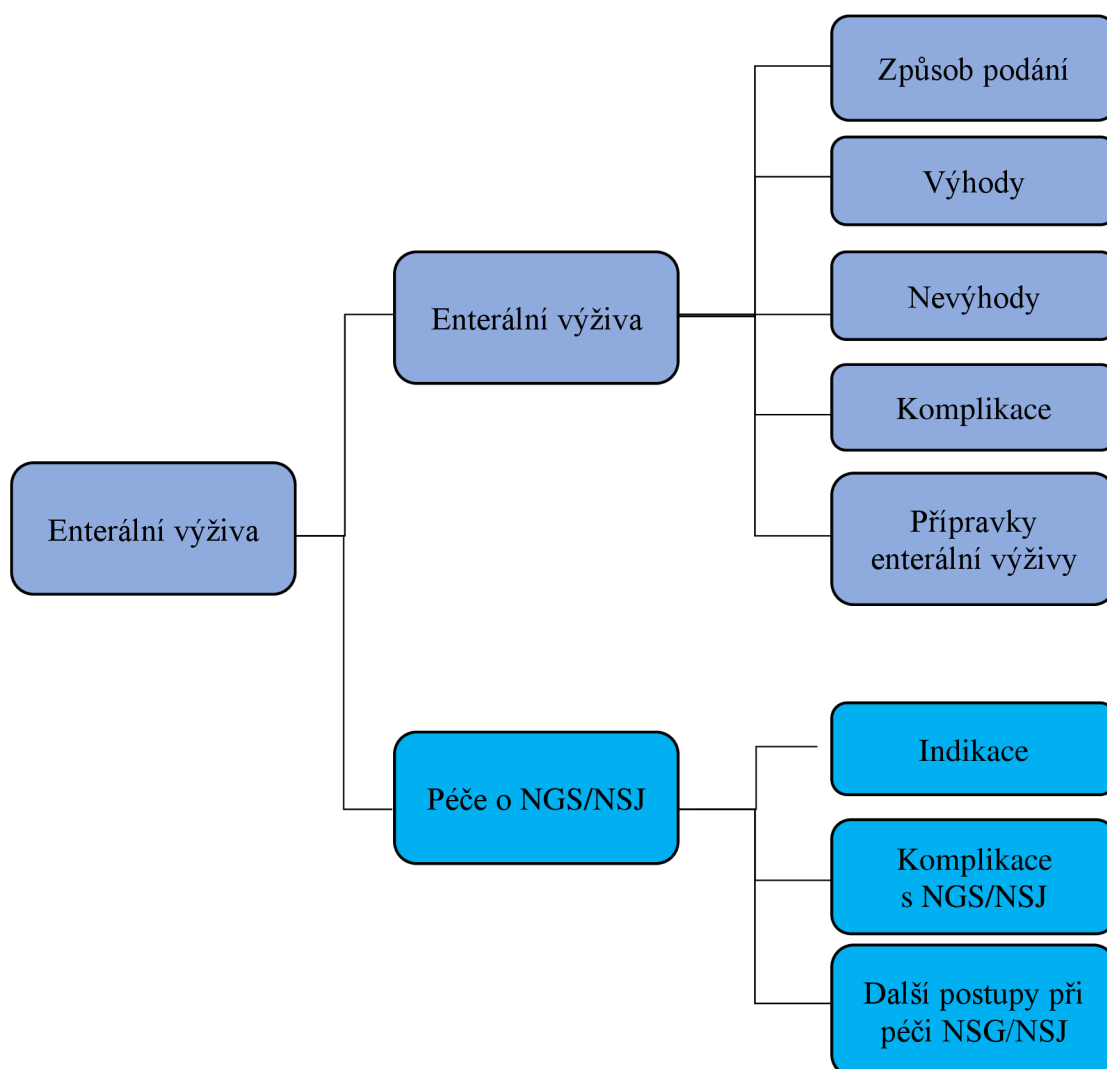 Způsob podání
Výhody
Nevýhody
Enterální výživa
Komplikace
Přípravky
enterální výživy
Enterální výživa
Péče o NGS/NSJ
Indikace
Komplikace
s NGS/NSJ
Další postupy při
péči NSG/NSJ